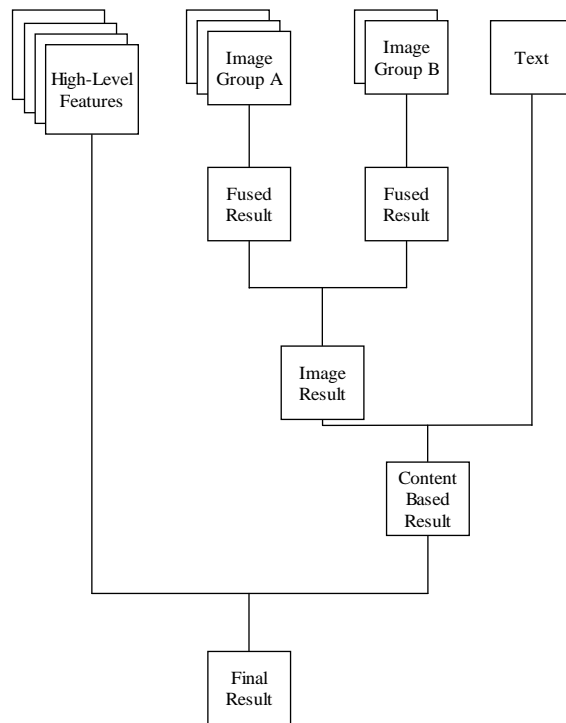 High-Level
Features
Image
Group A
Image
Group B
Text
Fused
Result
Fused
Result
Image
Result
Content
Based
Result
Final
Result